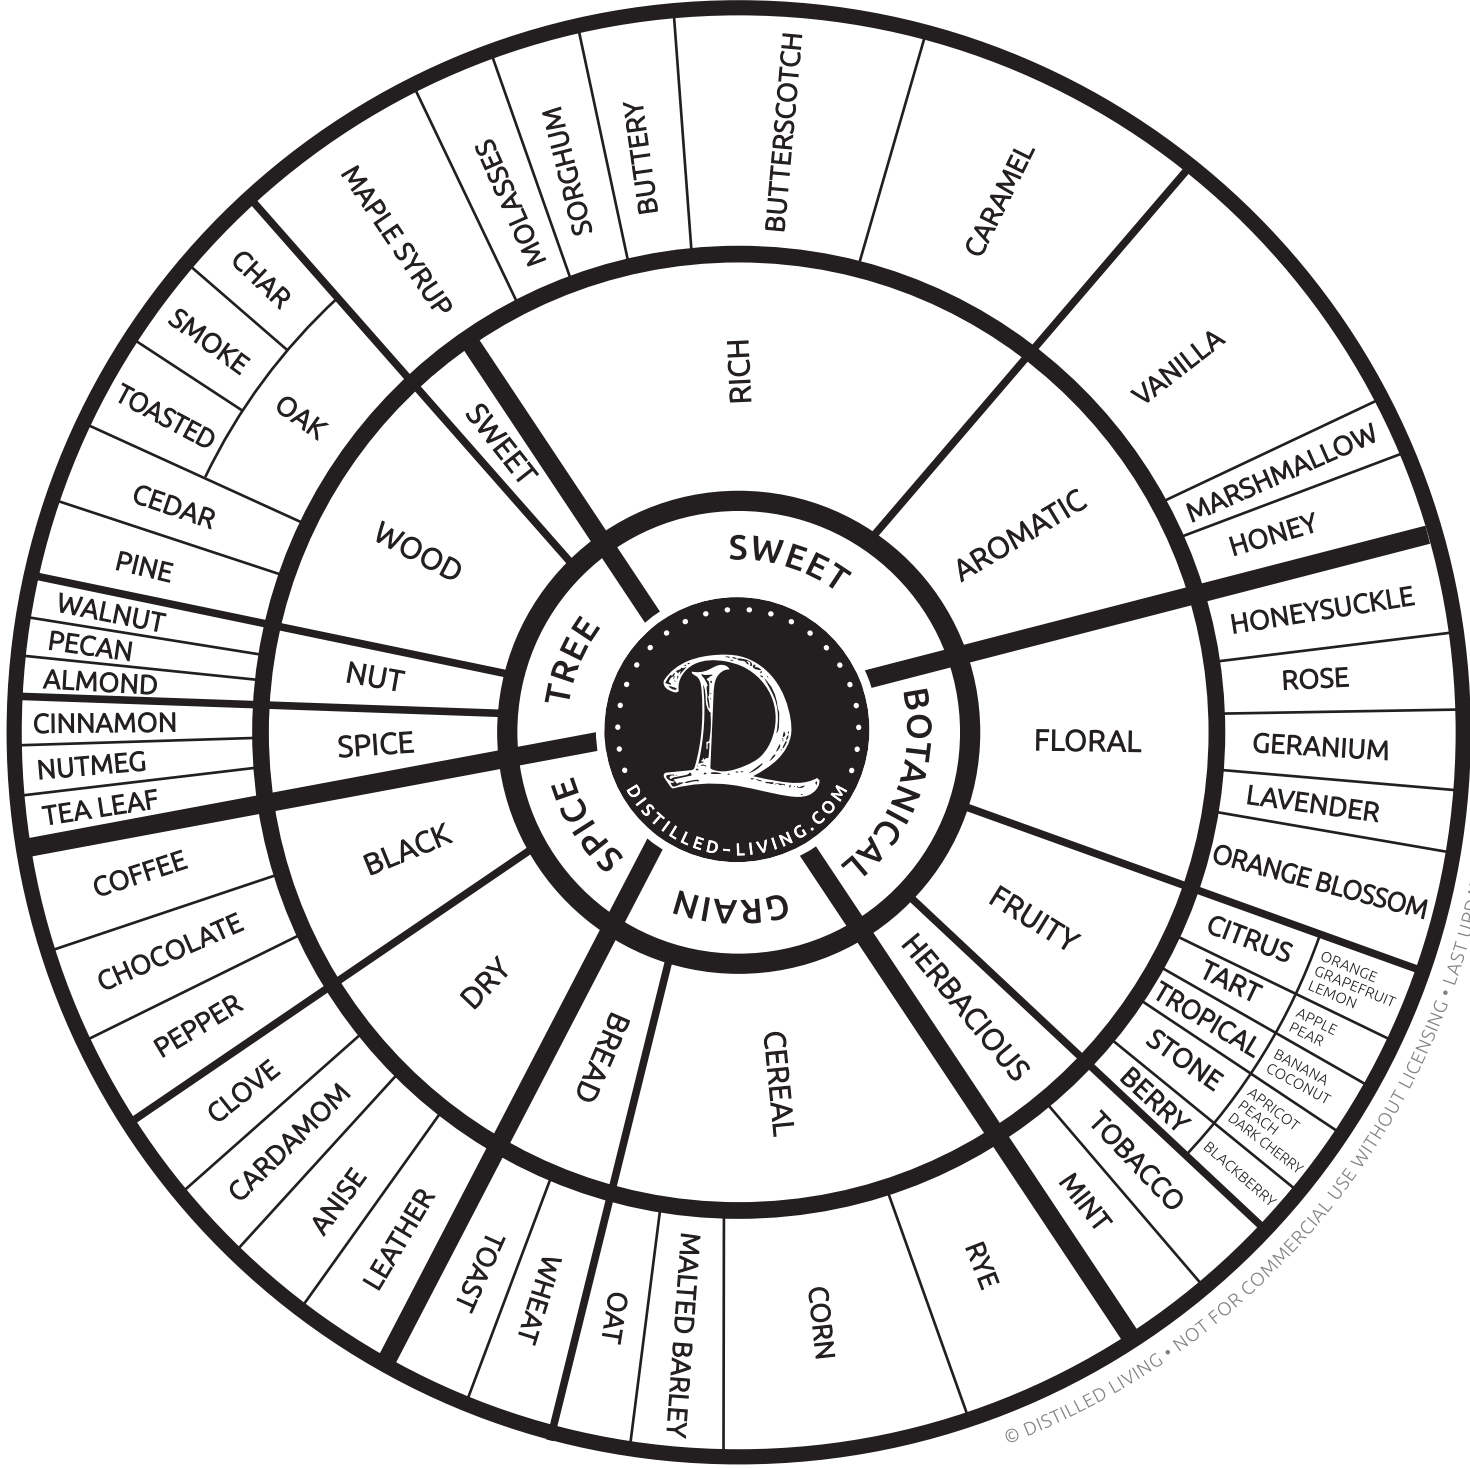 SWEET
RICH
MAPLE SYRUP
MOLASSES
SORGHUM
BUTTERY
BUTTERSCOTCH
CARAMEL
AROMATIC
VANILLA
MARSHMALLOW
HONEY
BOTANICAL
FLORAL
HONEYSUCKLE
ROSE
GERANIUM
LAVENDER
ORANGE BLOSSOM
FRUITY
CITRUS
ORANGE
GRAPEFRUIT
LEMON
TART
APPLE
PEAR
TROPICAL
BANANA
COCONUT
STONE
APRICOT
PEACH
DARK CHERRY
BERRY
BLACKBERRY
HERBACIOUS
TOBACCO
MINT
GRAIN
CEREAL
RYE
CORN
MALTED BARLEY
OAT
BREAD
WHEAT
TOAST
SPICE
DRY
LEATHER
ANISE
CARDAMOM
CLOVE
BLACK
PEPPER
CHOCOLATE
COFFEE
TREE
SPICE
TEA LEAF
NUTMEG
CINNAMON
NUT
ALMOND
PECAN
WALNUT
WOOD
PINE
CEDAR
OAK
TOASTED
SMOKE
CHAR
SWEET
D
DISTILLED-LIVING.COM
© DISTILLED LIVING • NOT FOR COMMERCIAL USE WITHOUT LICENSING • LAST